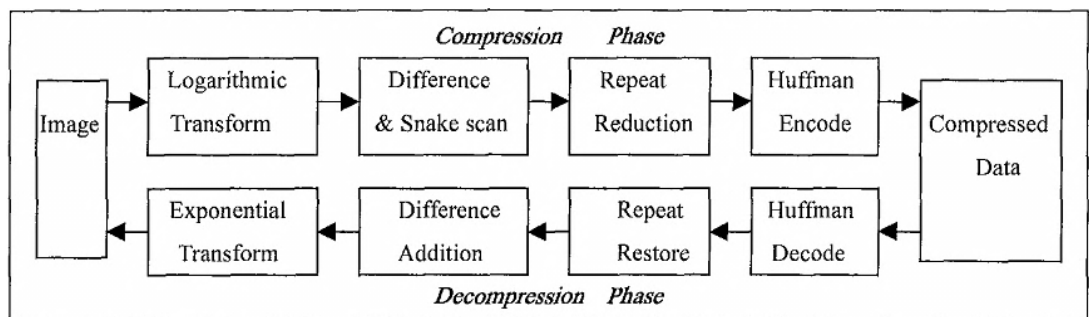 Compression Phase
Image
Logarithmic
Transform
Difference
& Snake scan
Repeat
Reduction
Huffman
Encode
Compressed
Data
Exponential
Transform
Difference
Addition
Repeat
Restore
Huffman
Decode
Decompression Phase